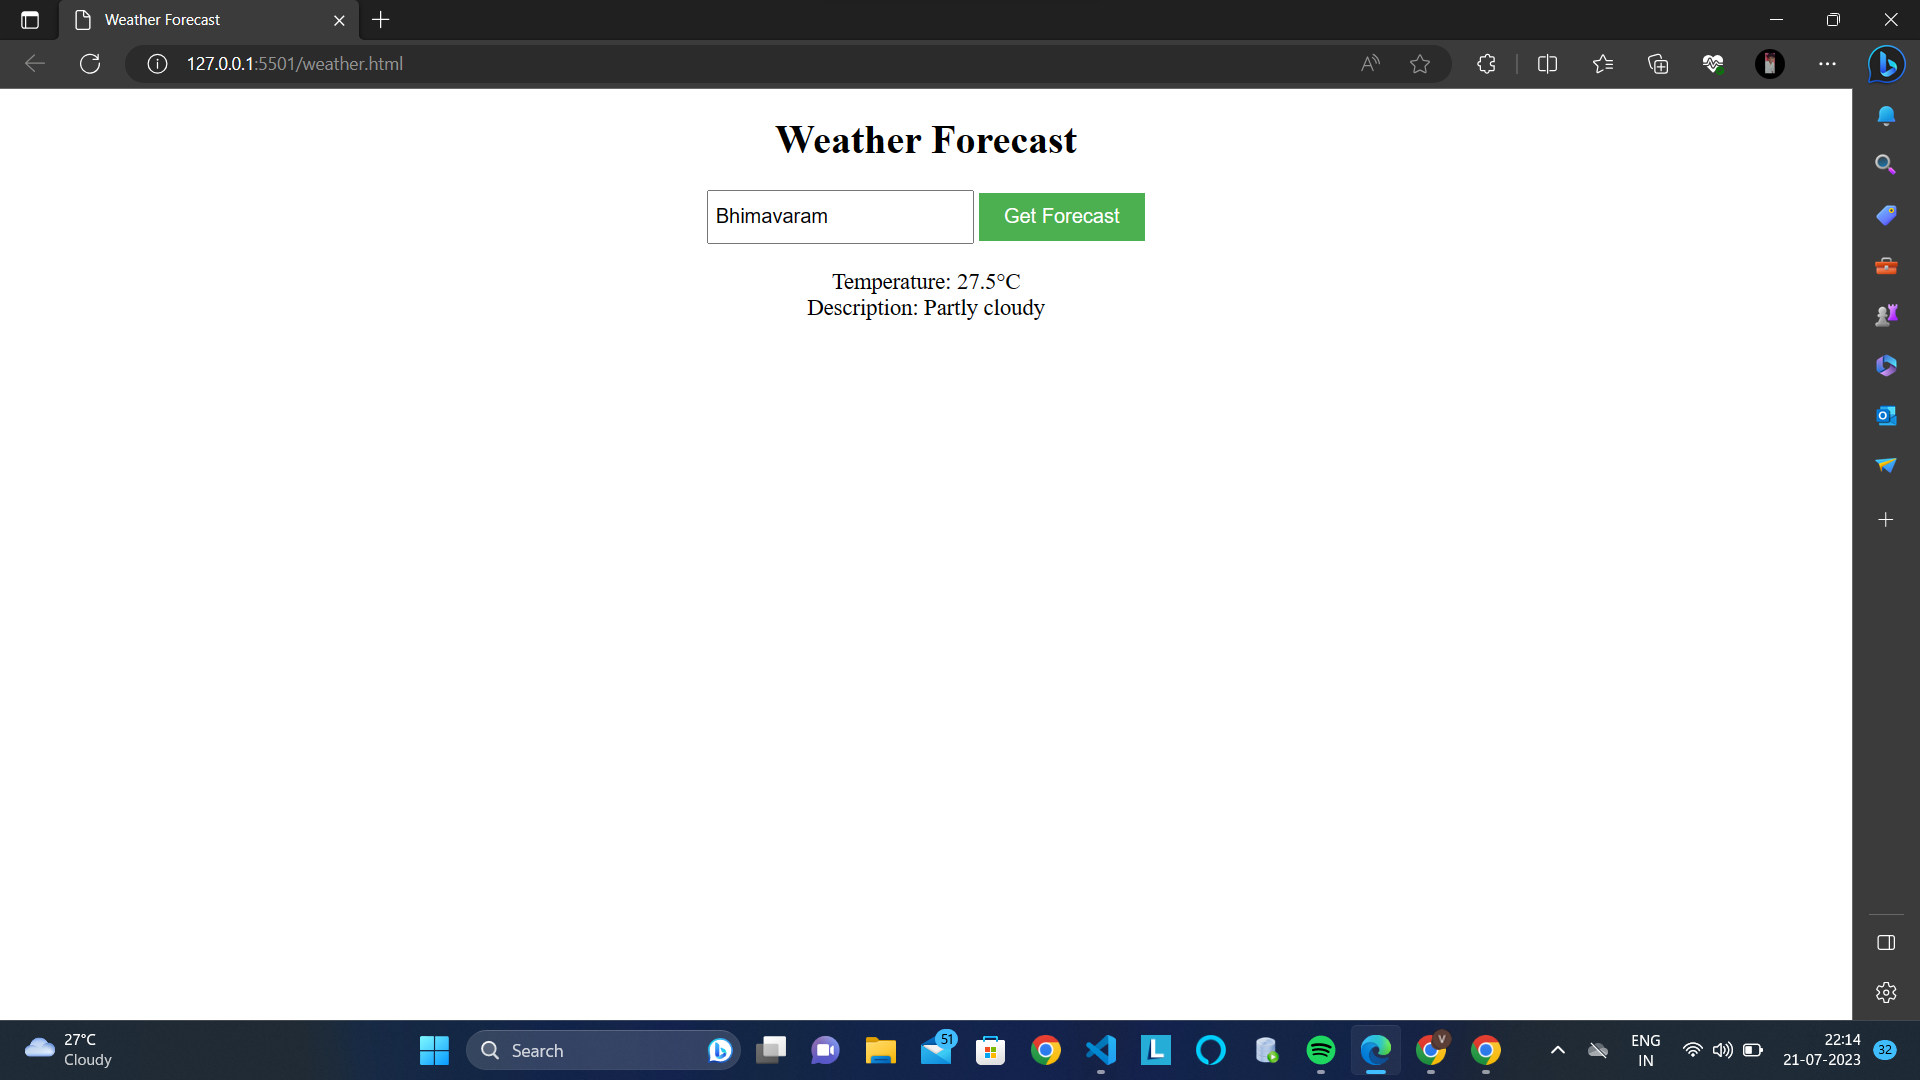 Weather Forecast
127.0.0.1:5501/weather.html
Weather Forecast
Bhimavaram
Get Forecast
Temperature: 27.5°C
Description: Partly cloudy
27°C
Cloudy
Search
51
L
V
ENG
IN
22:14
21-07-2023
32